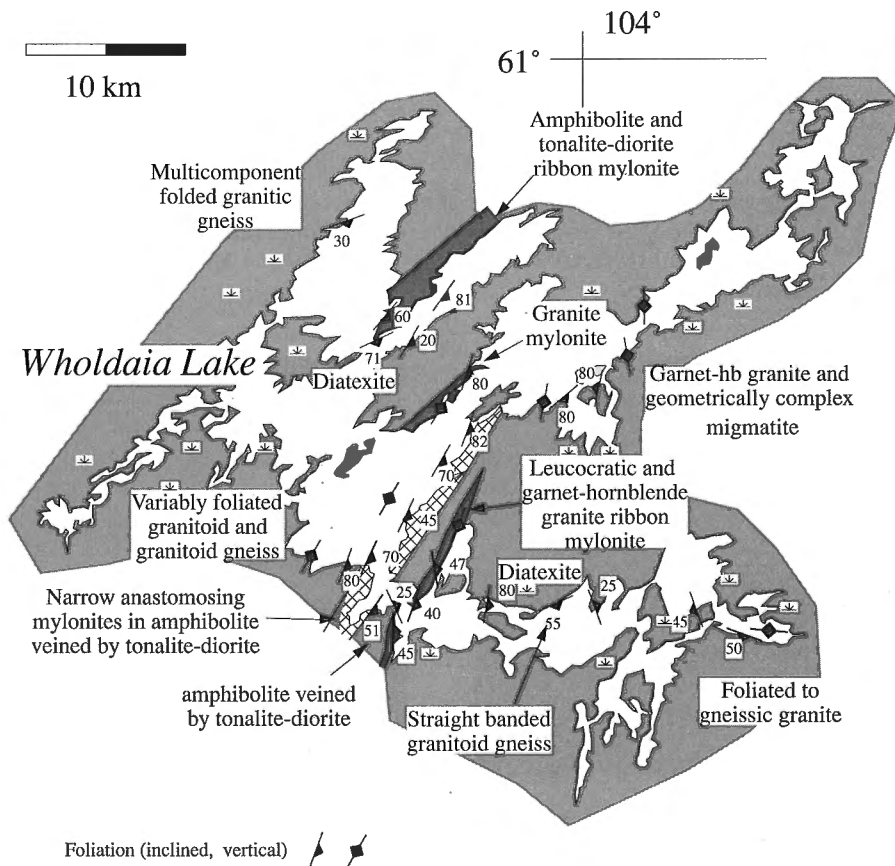 104°
61°
10 km
Amphibolite and
tonalite-diorite
ribbon mylonite
Multicomponent
folded granitic
gneiss
30
60
81
20
71
Granite
mylonite
Wholdaia Lake
Diatexite
80
80
80
Garnet-hb granite and
geometrically complex
migmatite
82
70
Leucocratic and
garnet-hornblende
granite ribbon
mylonite
Variably foliated
granitoid and
granitoid gneiss
45
70
47
Diatexite
80
80
25
25
Narrow anastomosing
mylonites in amphibolite
veined by tonalite-diorite
51
40
55
45
45
50
amphibolite veined
by tonalite-diorite
Straight banded
granitoid gneiss
Foliated to
gneissic granite
Foliation (inclined, vertical)